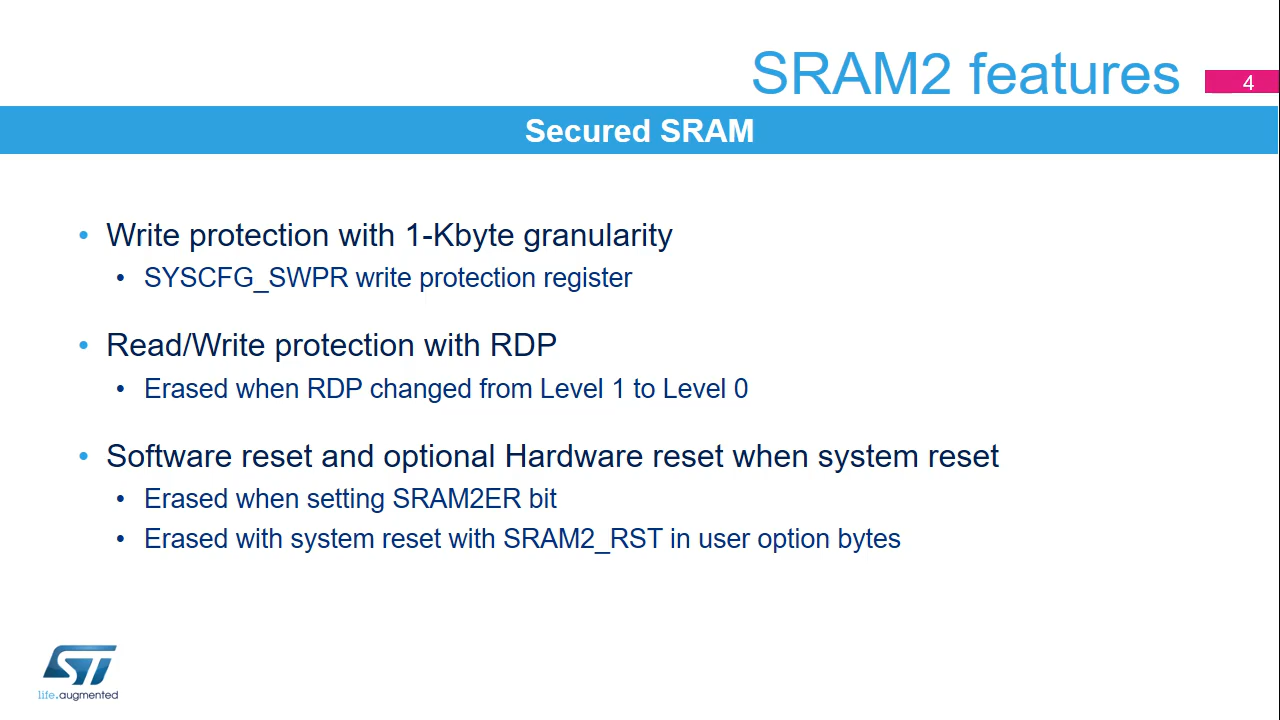 SRAM2 features
4
Secured SRAM
• Write protection with 1-Kbyte granularity
• SYSCFG_SWPR write protection register
• Read/Write protection with RDP
• Erased when RDP changed from Level 1 to Level 0
• Software reset and optional Hardware reset when system reset
• Erased when setting SRAM2ER bit
• Erased with system reset with SRAM2_RST in user option bytes
ST
life.augmented